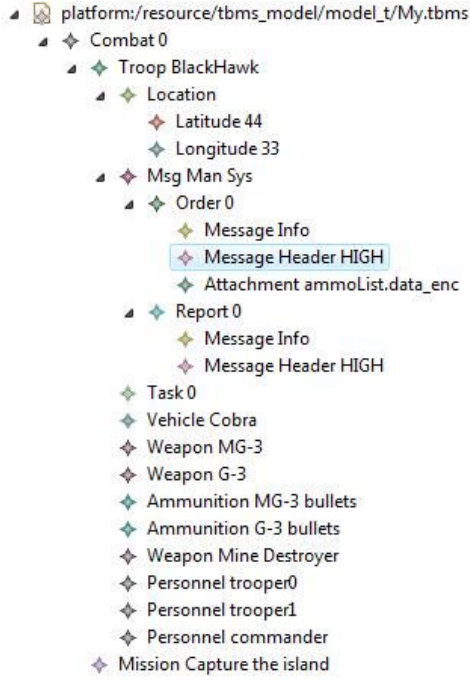 platform:/resource/tbms_model/model_t/My.tbms
Combat 0
Troop BlackHawk
Location
Latitude 44
Longitude 33
Msg Man Sys
Order 0
Message Info
Message Header HIGH
Attachment ammoList.data_enc
Report 0
Message Info
Message Header HIGH
Task 0
Vehicle Cobra
Weapon MG-3
Weapon G-3
Ammunition MG-3 bullets
Ammunition G-3 bullets
Weapon Mine Destroyer
Personnel trooper0
Personnel trooper1
Personnel commander
Mission Capture the island